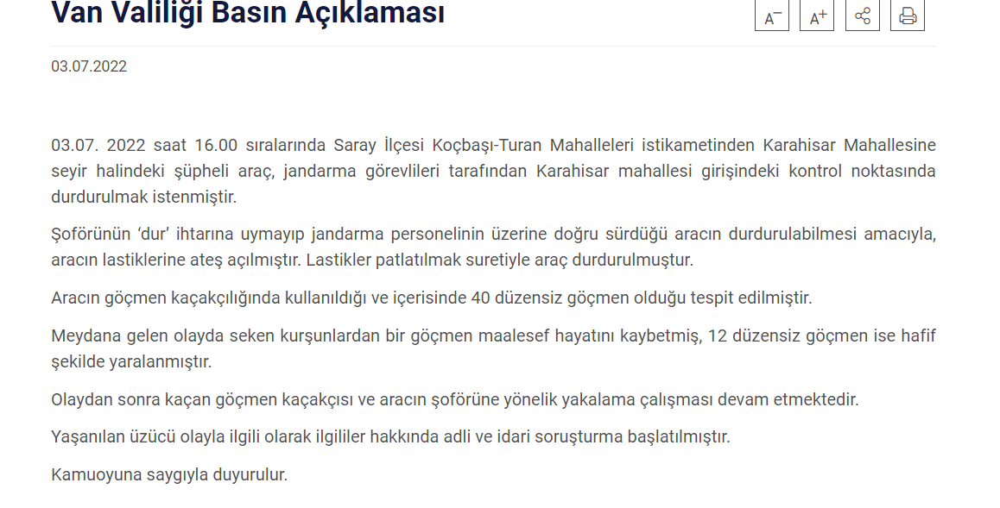 Van Valiliği Basın Açıklaması
A− A+
03.07.2022
03.07. 2022 saat 16.00 sıralarında Saray İlçesi Koçbaşı-Turan Mahalleleri istikametinden Karahisar Mahallesine
seyir halindeki şüpheli araç, jandarma görevlileri tarafından Karahisar mahallesi girişindeki kontrol noktasında
durdurulmak istenmiştir.
Şoförünün ‘dur’ ihtarına uymayıp jandarma personelinin üzerine doğru sürdüğü aracın durdurulabilmesi amacıyla,
aracın lastiklerine ateş açılmıştır. Lastikler patlatılmak suretiyle araç durdurulmuştur.
Aracın göçmen kaçakçılığında kullanıldığı ve içerisinde 40 düzensiz göçmen olduğu tespit edilmiştir.
Meydana gelen olayda seken kurşunlardan bir göçmen maalesef hayatını kaybetmiş, 12 düzensiz göçmen ise hafif
şekilde yaralanmıştır.
Olaydan sonra kaçan göçmen kaçakçısı ve aracın şoförüne yönelik yakalama çalışması devam etmektedir.
Yaşanılan üzücü olayla ilgili olarak ilgililer hakkında adli ve idari soruşturma başlatılmıştır.
Kamuoyuna saygıyla duyurulur.